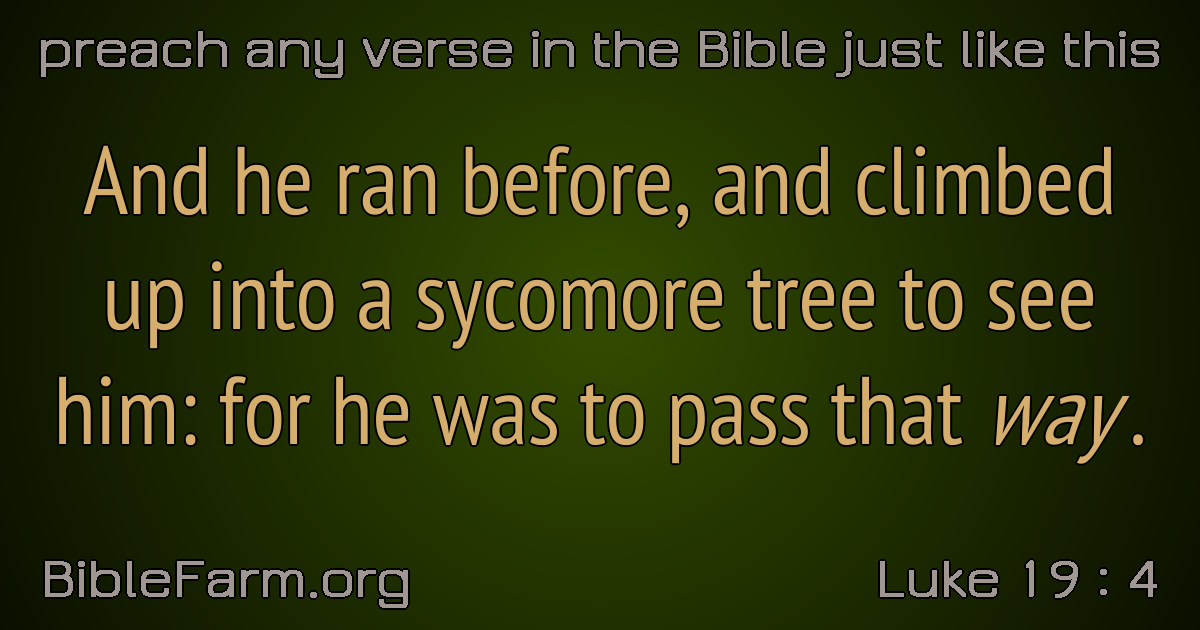 preach any verse in the Bible just like this
And he ran before, and climbed
up into a sycomore tree to see
him: for he was to pass that way.
BibleFarm.org
Luke 19 : 4